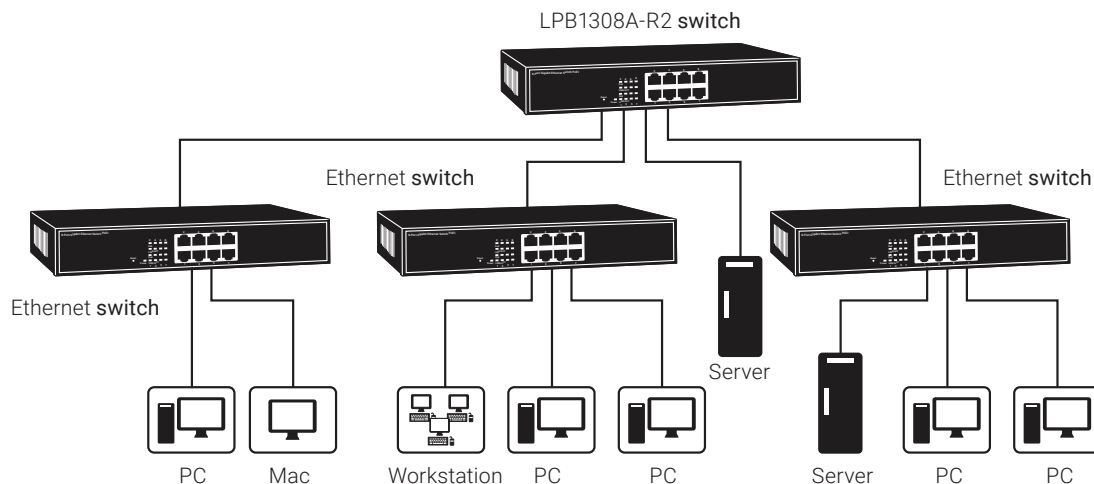 LPB1308A-R2 switch
Ethernet switch
Ethernet switch
Ethernet switch
Server
PC
Mac
Workstation
PC
PC
Server
PC
PC